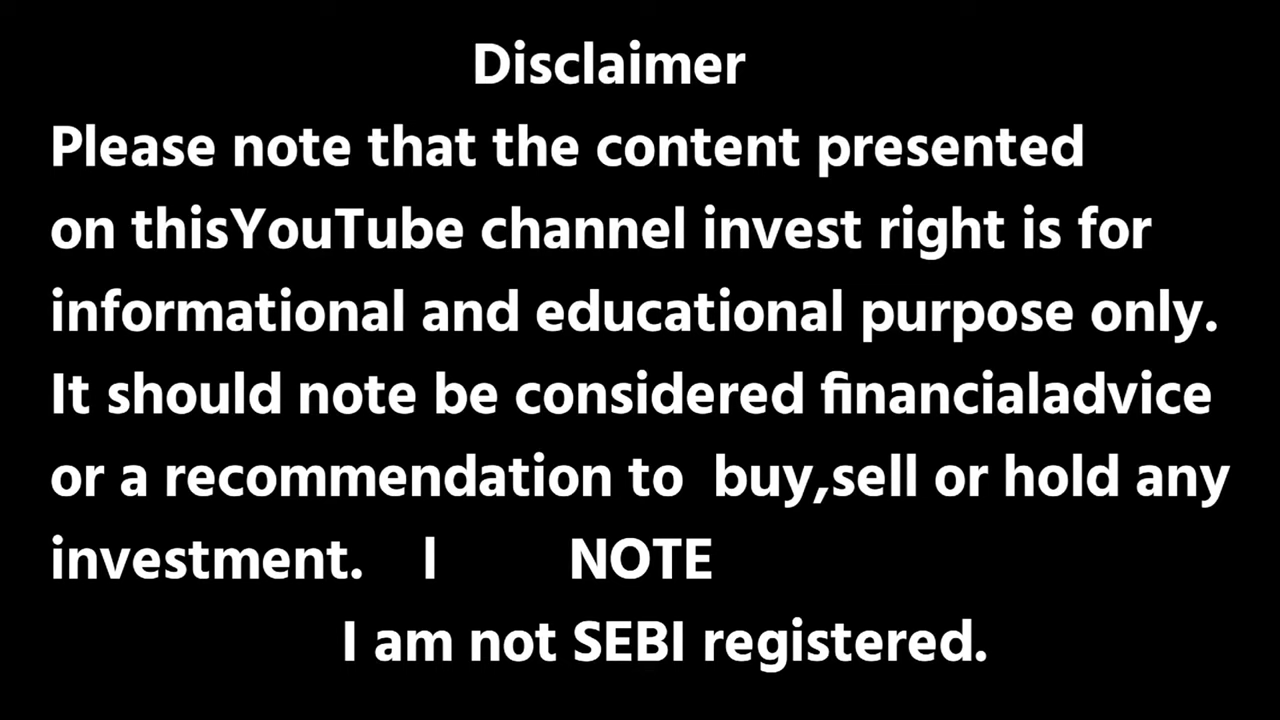 Disclaimer
Please note that the content presented
on thisYouTube channel invest right is for
informational and educational purpose only.
It should note be considered financialadvice
or a recommendation to  buy,sell or hold any
investment.    l        NOTE
I am not SEBI registered.